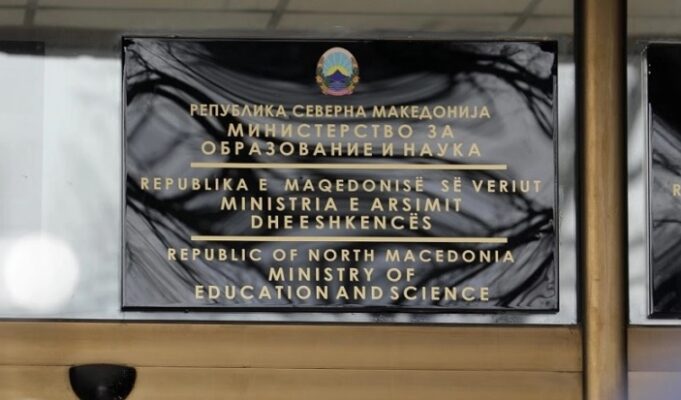 РЕПУБЛИКА СЕВЕРНА МАКЕДОНИЈА
МИНИСТЕРСТВО ЗА
ОБРАЗОВАНИЕ И НАУКА
REPUBLIKA E MAQEDONISË SË VERIUT
MINISTRIA E ARSIMIT
DHE E SHKENCËS
REPUBLIC OF NORTH MACEDONIA
MINISTRY OF
EDUCATION AND SCIENCE